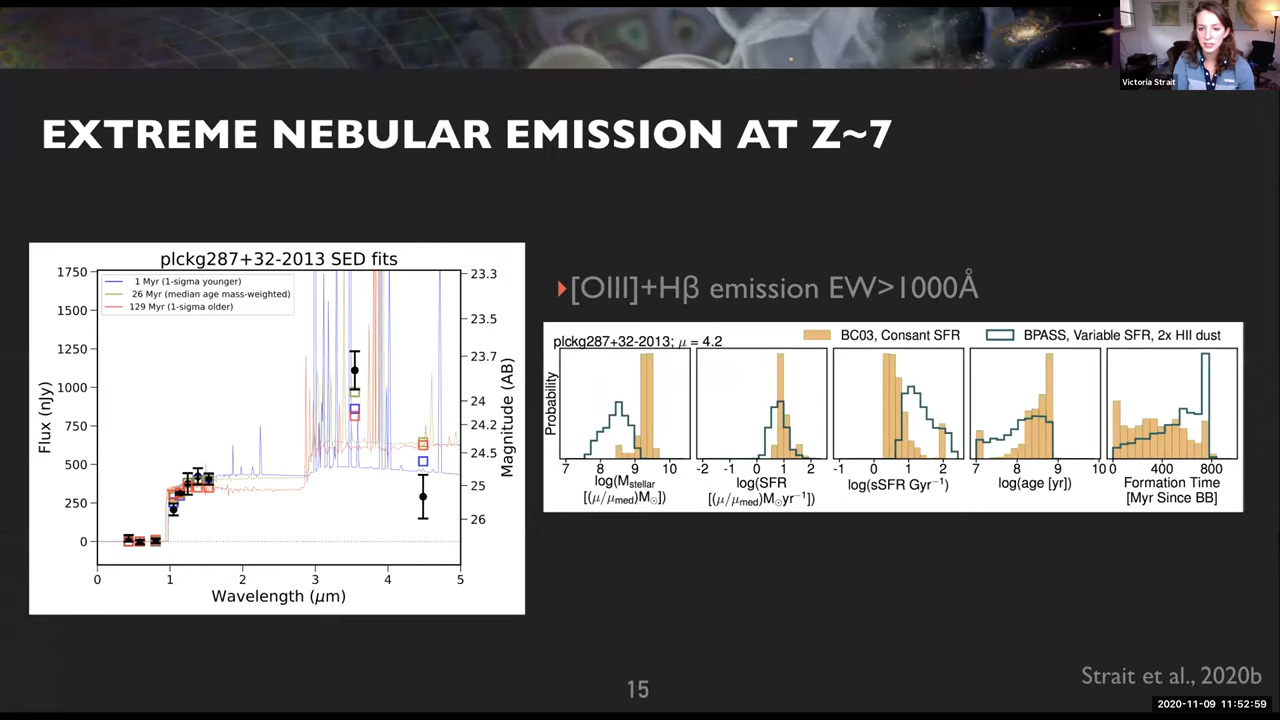 Victoria Strait
EXTREME NEBULAR EMISSION AT Z~7
plckg287+32-2013 SED fits
1 Myr (1-sigma younger)
26 Myr (median age mass-weighted)
129 Myr (1-sigma older)
1750
1500
1250
1000
750
500
250
0
Flux (nJy)
23.3
23.5
23.7
24
24.2
24.5
25
26
Magnitude (AB)
0 1 2 3 4 5
Wavelength (μm)
[OIII]+Hβ emission EW>1000Å
BC03, Consant SFR
BPASS, Variable SFR, 2x HII dust
plckg287+32-2013; μ = 4.2
Probability
7 8 9 10
-2 -1 0 1 2
-1 0 1 2
7 8 9 10
0 400 800
log(Mstellar
[(μ/μmed)M☉])
log(SFR
[(μ/μmed)M☉yr⁻¹])
log(sSFR Gyr⁻¹)
log(age [yr])
Formation Time
[Myr Since BB]
Strait et al., 2020b
15
2020-11-09 11:52:59